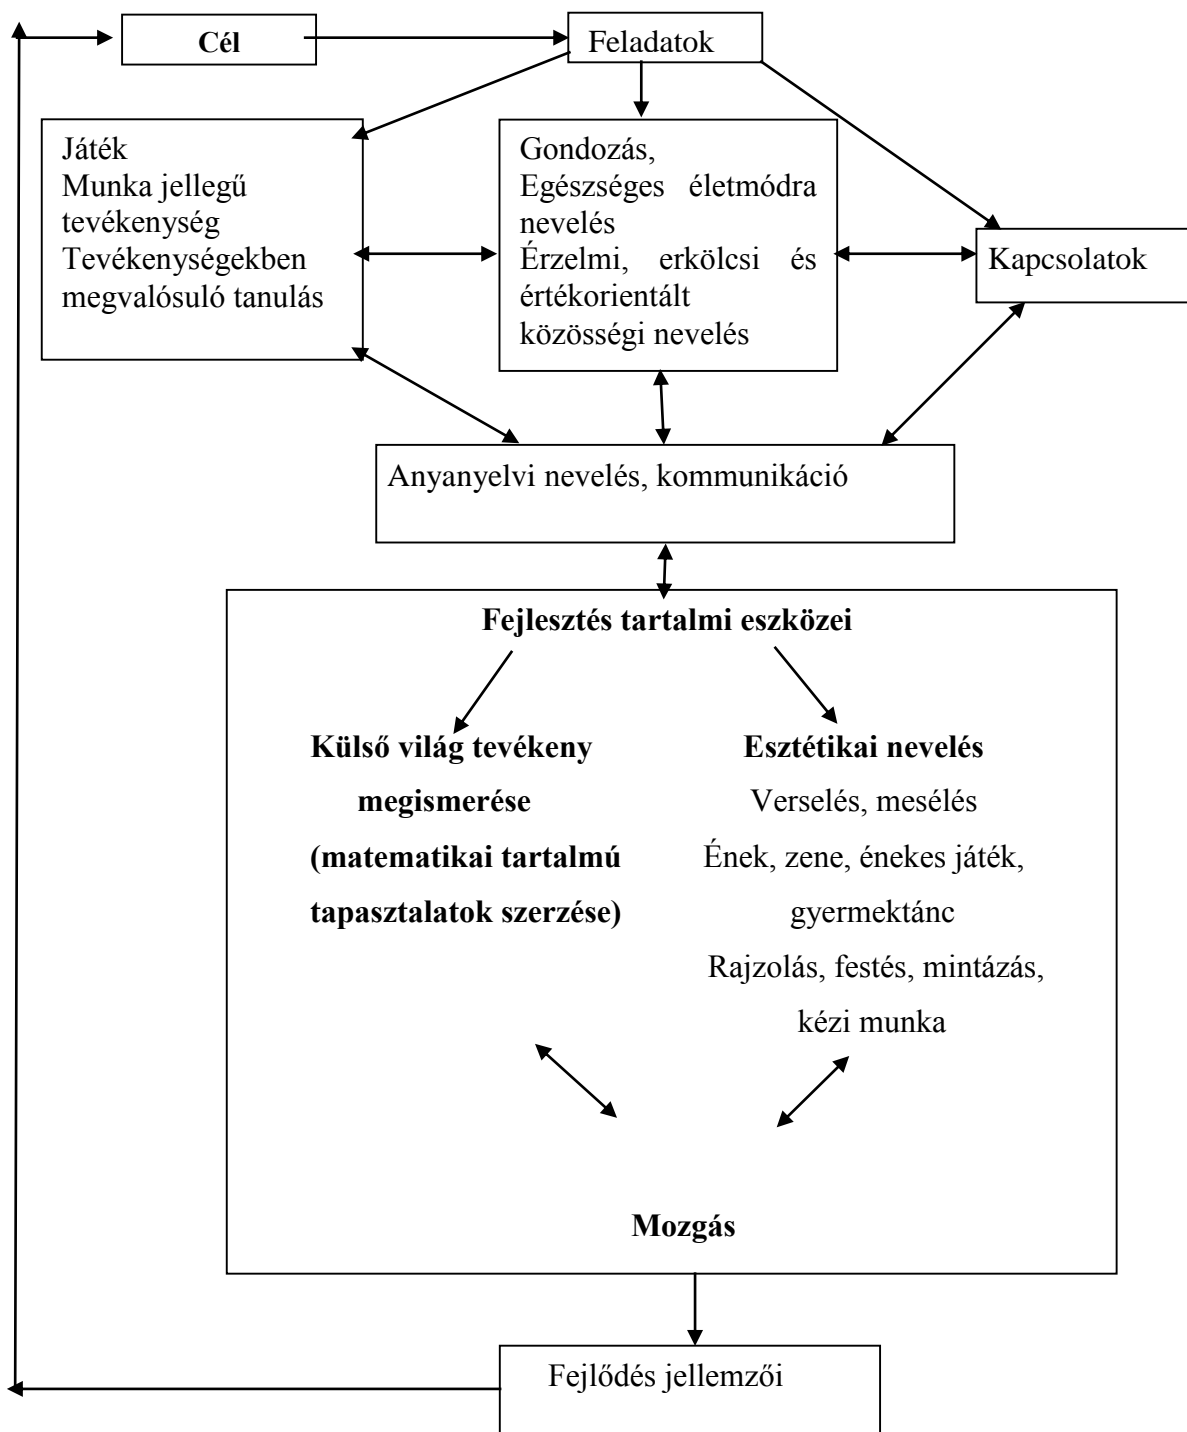 Cél
Feladatok
Játék
Munka jellegű
tevékenység
Tevékenységekben
megvalósuló tanulás
Gondozás,
Egészséges életmódra
nevelés
Érzelmi, erkölcsi és
értékorientált
közösségi nevelés
Kapcsolatok
Anyanyelvi nevelés, kommunikáció
Fejlesztés tartalmi eszközei
Külső világ tevékeny
megismerése
(matematikai tartalmú
tapasztalatok szerzése)
Esztétikai nevelés
Verselés, mesélés
Ének, zene, énekes játék,
gyermektánc
Rajzolás, festés, mintázás,
kézi munka
Mozgás
Fejlődés jellemzői